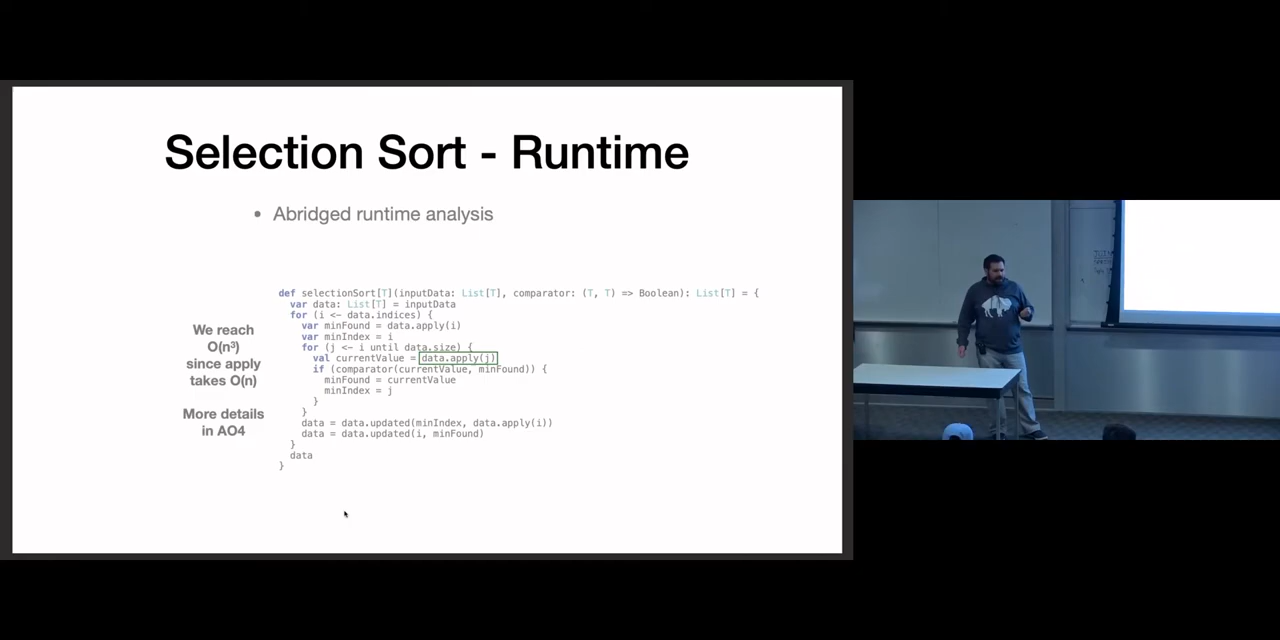 Selection Sort - Runtime
• Abridged runtime analysis
def selectionSort[T](inputData: List[T], comparator: (T, T) => Boolean): List[T] = {
var data: List[T] = inputData
for (i <- data.indices) {
var minFound = data.apply(i)
var minIndex = i
for (j <- i until data.size) {
val currentValue = data.apply(j)
if (comparator(currentValue, minFound)) {
minFound = currentValue
minIndex = j
}
}
data = data.updated(minIndex, data.apply(i))
data = data.updated(i, minFound)
}
data
}
We reach
O(n³)
since apply
takes O(n)
More details
in AO4